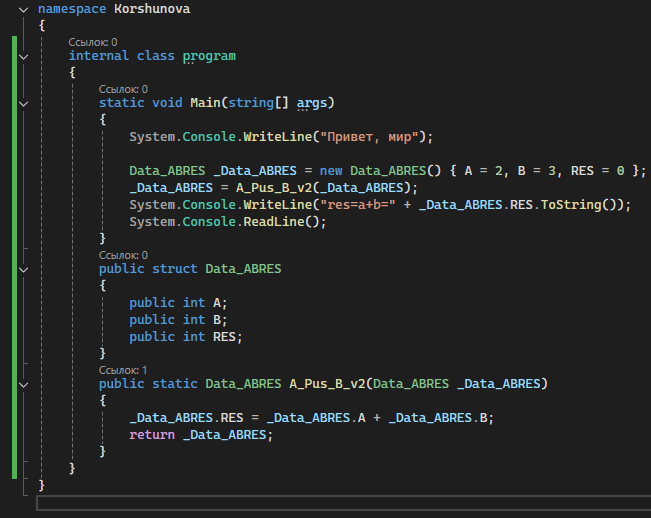 namespace Korshunova
{
Ссылок: 0
internal class program
{
Ссылок: 0
static void Main(string[] args)
{
System.Console.WriteLine("Привет, мир");
Data_ABRES _Data_ABRES = new Data_ABRES() { A = 2, B = 3, RES = 0 };
_Data_ABRES = A_Pus_B_v2(_Data_ABRES);
System.Console.WriteLine("res=a+b=" + _Data_ABRES.RES.ToString());
System.Console.ReadLine();
}
Ссылок: 0
public struct Data_ABRES
{
public int A;
public int B;
public int RES;
}
Ссылок: 1
public static Data_ABRES A_Pus_B_v2(Data_ABRES _Data_ABRES)
{
_Data_ABRES.RES = _Data_ABRES.A + _Data_ABRES.B;
return _Data_ABRES;
}
}
}